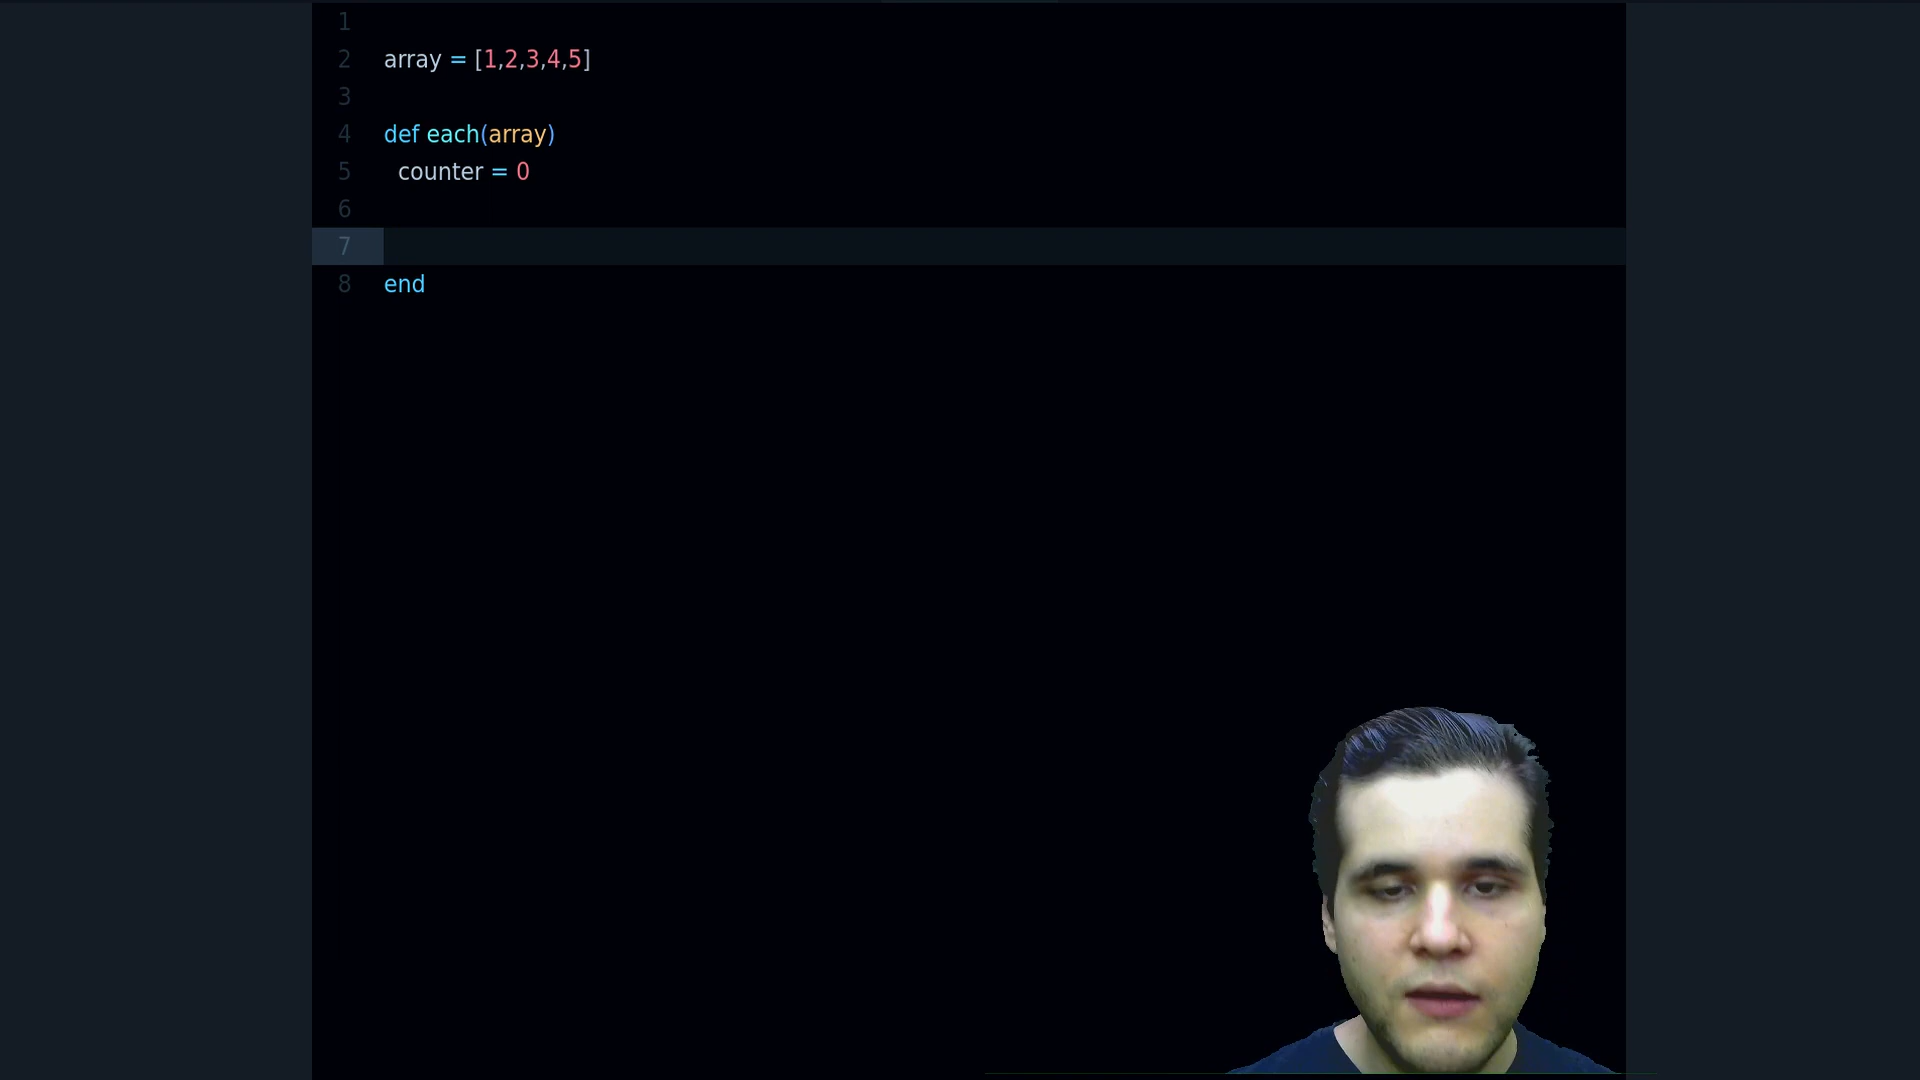 1
2 array = [1,2,3,4,5]
3
4 def each(array)
5 counter = 0
6
7
8 end